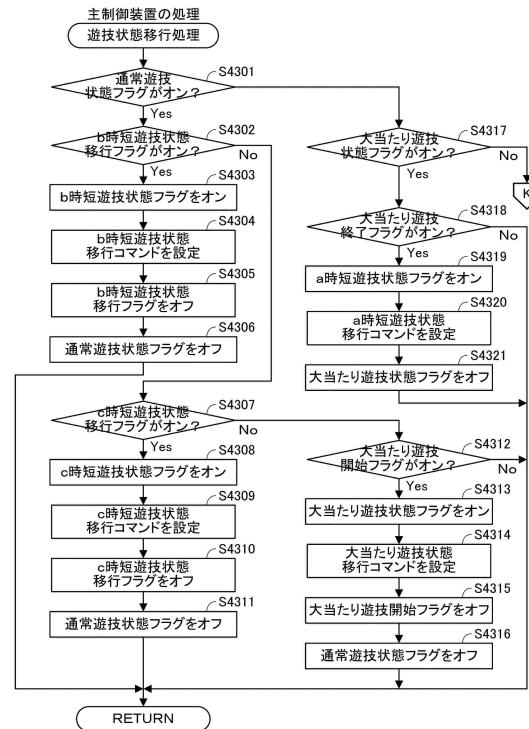 主制御装置の処理
遊技状態移行処理
S4301
通常遊技
状態フラグがオン?
Yes
S4302
b時短遊技状態
移行フラグがオン?
No
Yes
S4303
b時短遊技状態フラグをオン
S4304
b時短遊技状態
移行コマンドを設定
S4305
b時短遊技状態
移行フラグをオフ
S4306
通常遊技状態フラグをオフ
S4307
c時短遊技状態
移行フラグがオン?
No
Yes
S4308
c時短遊技状態フラグをオン
S4309
c時短遊技状態
移行コマンドを設定
S4310
c時短遊技状態
移行フラグをオフ
S4311
通常遊技状態フラグをオフ
RETURN
S4317
大当たり遊技
状態フラグがオン?
No
Yes
K
S4318
大当たり遊技
終了フラグがオン?
No
Yes
S4319
a時短遊技状態フラグをオン
S4320
a時短遊技状態
移行コマンドを設定
S4321
大当たり遊技状態フラグをオフ
S4312
大当たり遊技
開始フラグがオン?
No
Yes
S4313
大当たり遊技状態フラグをオン
S4314
大当たり遊技状態
移行コマンドを設定
S4315
大当たり遊技開始フラグをオフ
S4316
通常遊技状態フラグをオフ